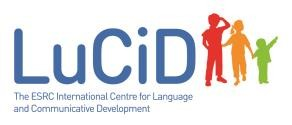 LuCiD
The ESRC International Centre for Language
and Communicative Development